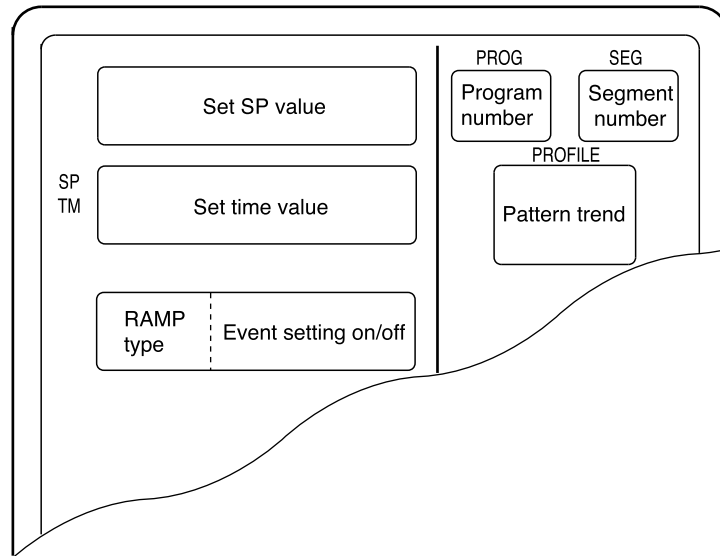 Set SP value
SP
TM
Set time value
RAMP
type
Event setting on/off
PROG
SEG
Program
number
Segment
number
PROFILE
Pattern trend